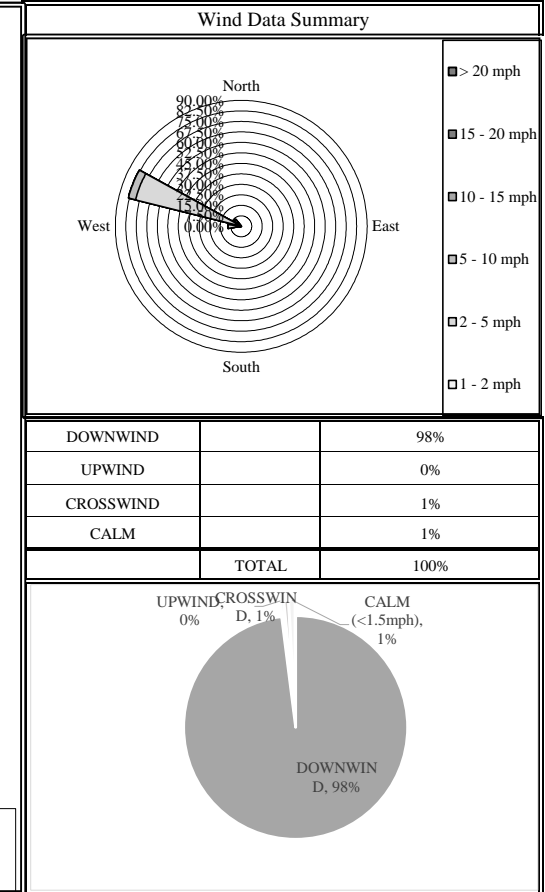 Wind Data Summary
North
90.00%
82.50%
75.00%
67.50%
60.00%
52.50%
45.00%
37.50%
30.00%
22.50%
15.00%
7.50%
0.00%
West
East
South
> 20 mph
15 - 20 mph
10 - 15 mph
5 - 10 mph
2 - 5 mph
1 - 2 mph
DOWNWIND 98%
UPWIND 0%
CROSSWIND 1%
CALM 1%
TOTAL 100%
UPWIND,
0%
CROSSWIN
D, 1%
CALM
(<1.5mph),
1%
DOWNWIN
D, 98%